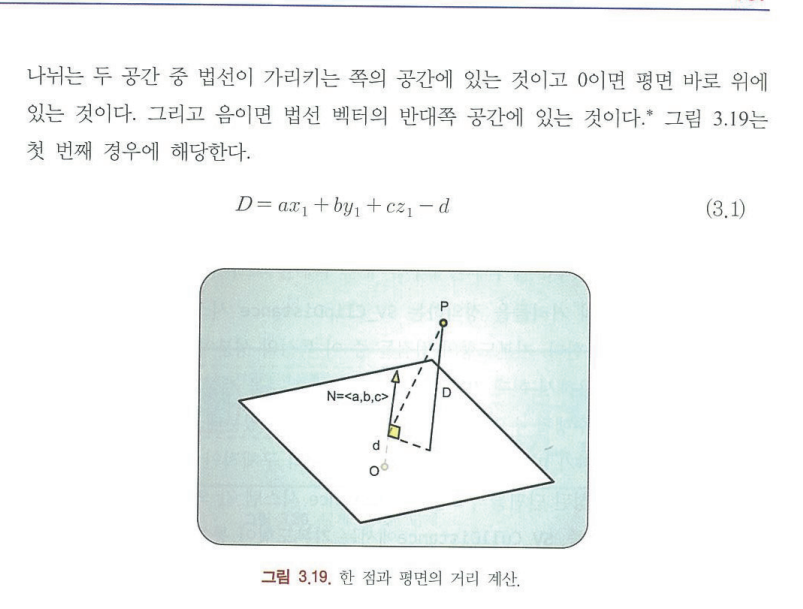 나뉘는 두 공간 중 법선이 가리키는 쪽의 공간에 있는 것이고 0이면 평면 바로 위에
있는 것이다. 그리고 음이면 법선 벡터의 반대쪽 공간에 있는 것이다.* 그림 3.19는
첫 번째 경우에 해당한다.
D = ax₁ + by₁ + cz₁ − d (3.1)
P
N=<a,b,c>
D
d
O
그림 3.19. 한 점과 평면의 거리 계산.